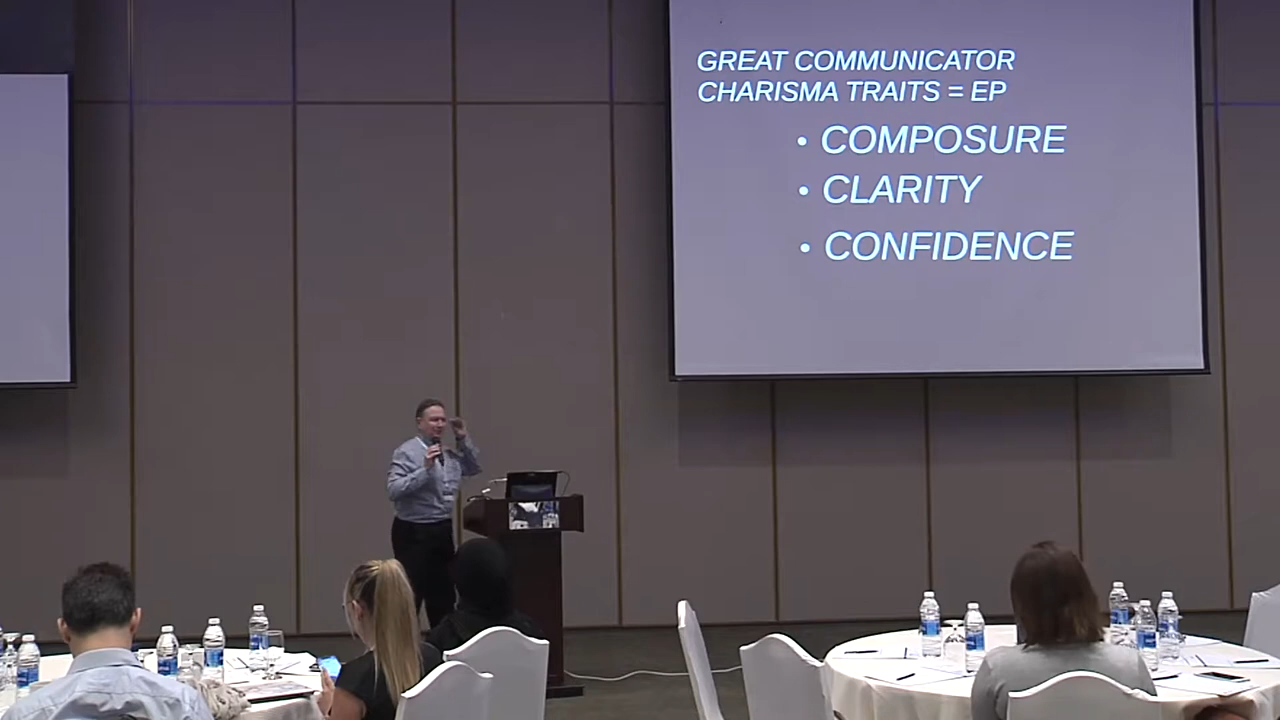 GREAT COMMUNICATOR
CHARISMA TRAITS = EP
• COMPOSURE
• CLARITY
• CONFIDENCE